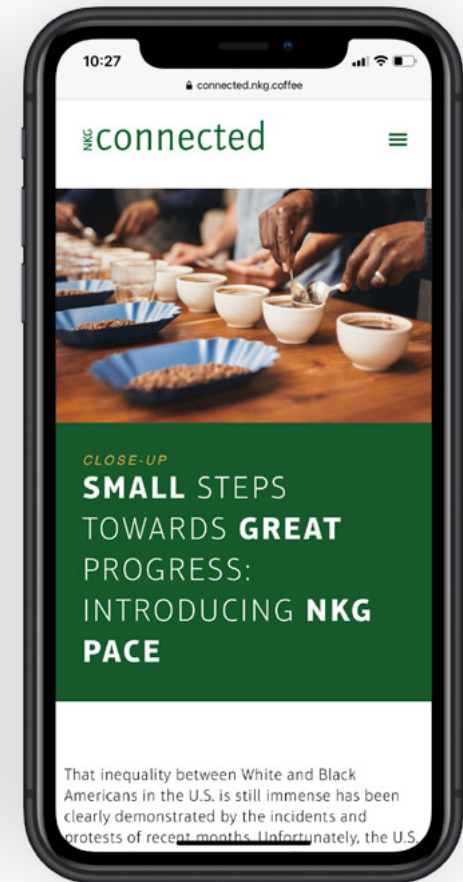 10:27
connected.nkg.coffee
NKG connected
CLOSE-UP
SMALL STEPS
TOWARDS GREAT
PROGRESS:
INTRODUCING NKG
PACE
That inequality between White and Black
Americans in the U.S. is still immense has been
clearly demonstrated by the incidents and
protests of recent months. Unfortunately, the U.S.